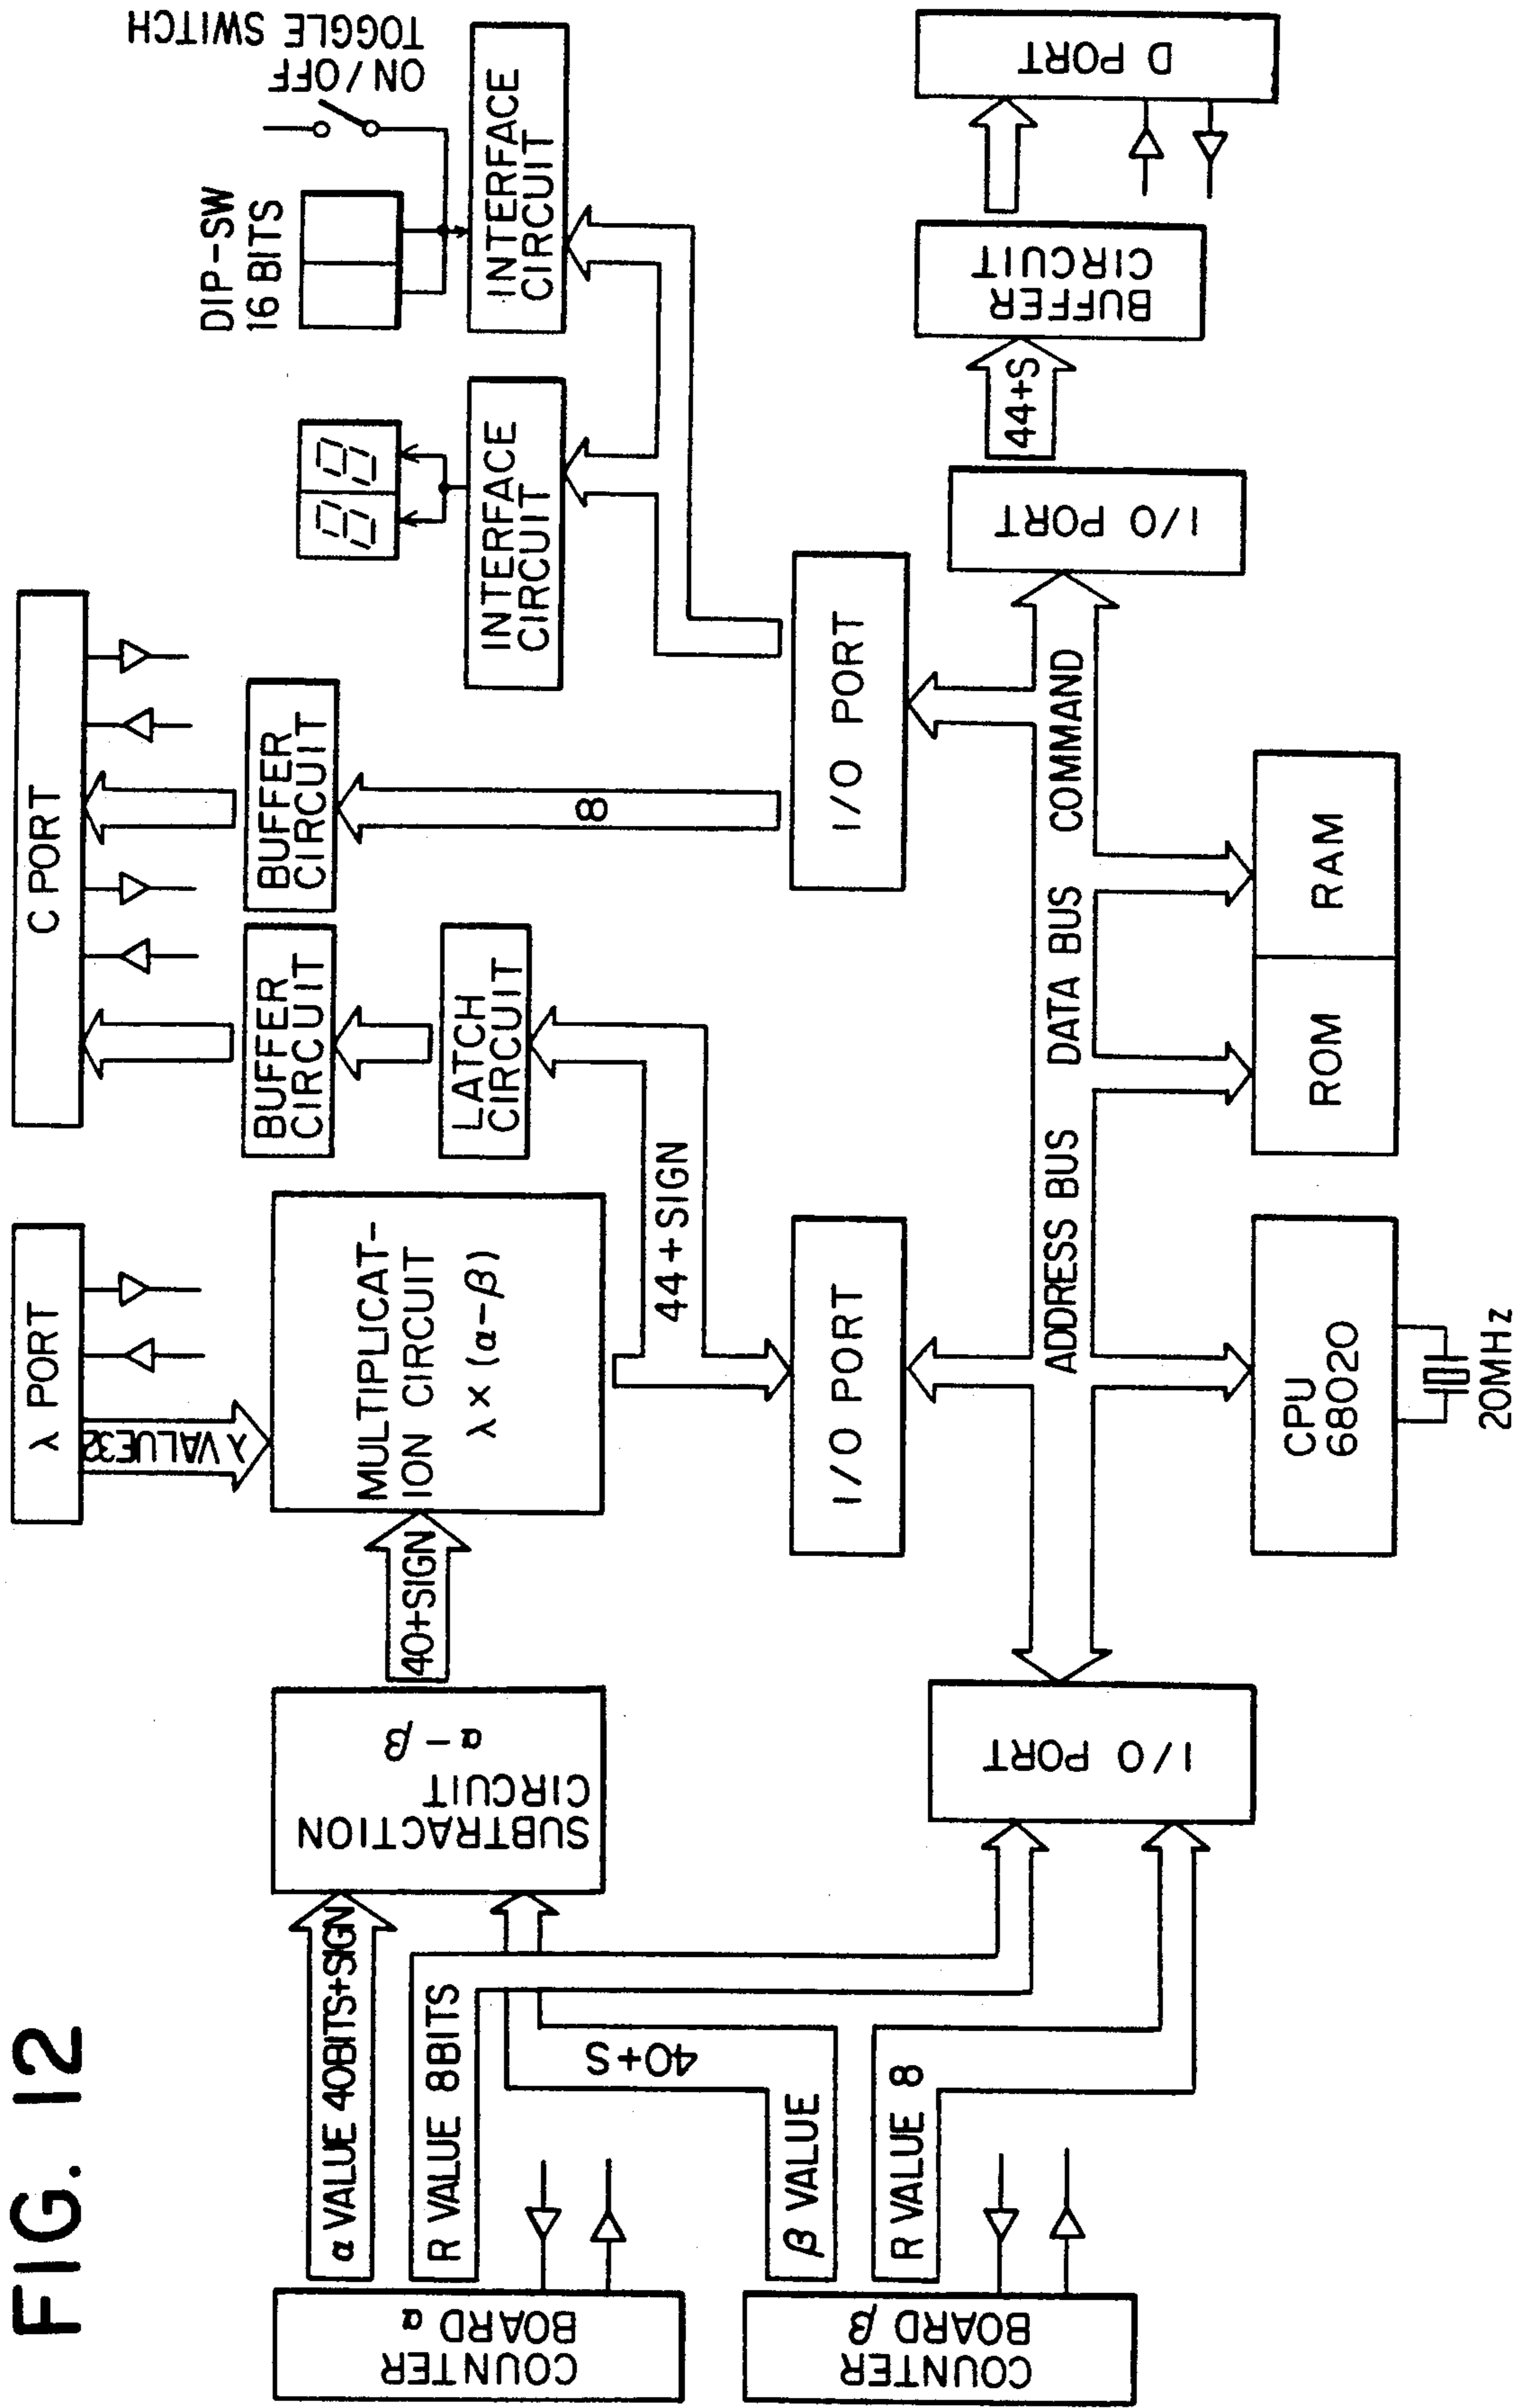 FIG. 12
COUNTER
BOARD α
COUNTER
BOARD β
α VALUE 40BITS+SIGN
R VALUE 8BITS
β VALUE
40+S
R VALUE 8
SUBTRACTION
CIRCUIT
α-β
40+SIGN
I/O PORT
λ PORT
λ VALUE32
MULTIPLICAT-
ION CIRCUIT
λ×(α-β)
44+SIGN
I/O PORT
CPU
68020
20MHz
ADDRESS BUS DATA BUS COMMAND
ROM
RAM
C PORT
BUFFER
CIRCUIT
LATCH
CIRCUIT
BUFFER
CIRCUIT
8
I/O PORT
88
INTERFACE
CIRCUIT
DIP-SW
16 BITS
ON/OFF
TOGGLE SWITCH
INTERFACE
CIRCUIT
I/O PORT
44+S
BUFFER
CIRCUIT
D PORT